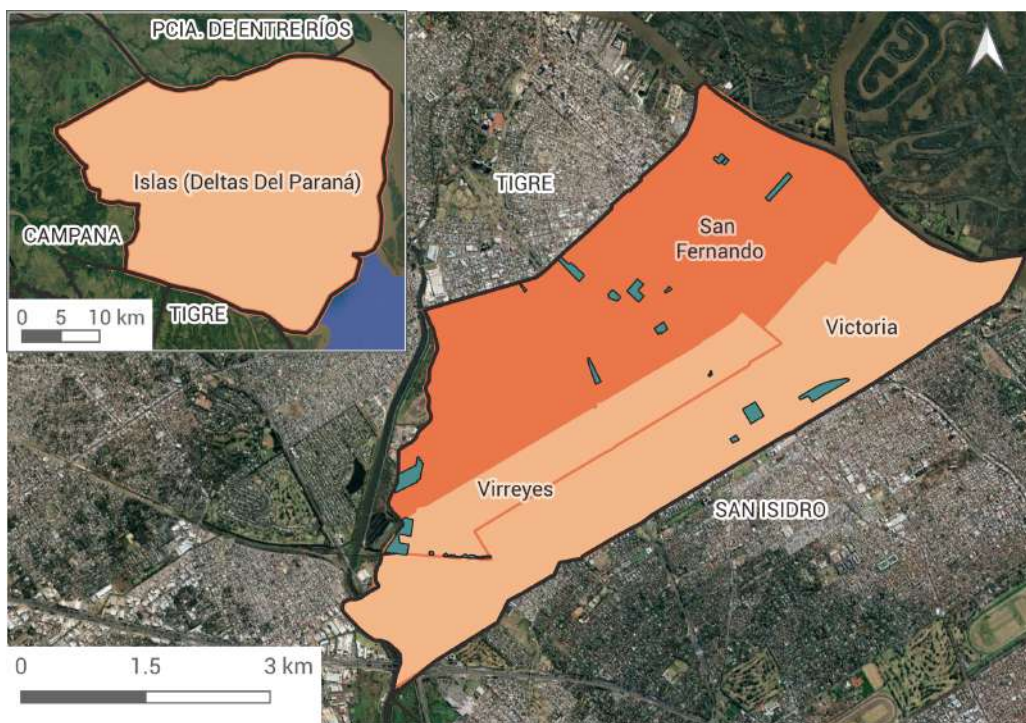 PCIA. DE ENTRE RÍOS
Islas (Deltas Del Paraná)
CAMPANA
TIGRE
0 5 10 km
TIGRE
San
Fernando
Victoria
Virreyes
SAN ISIDRO
0 1.5 3 km